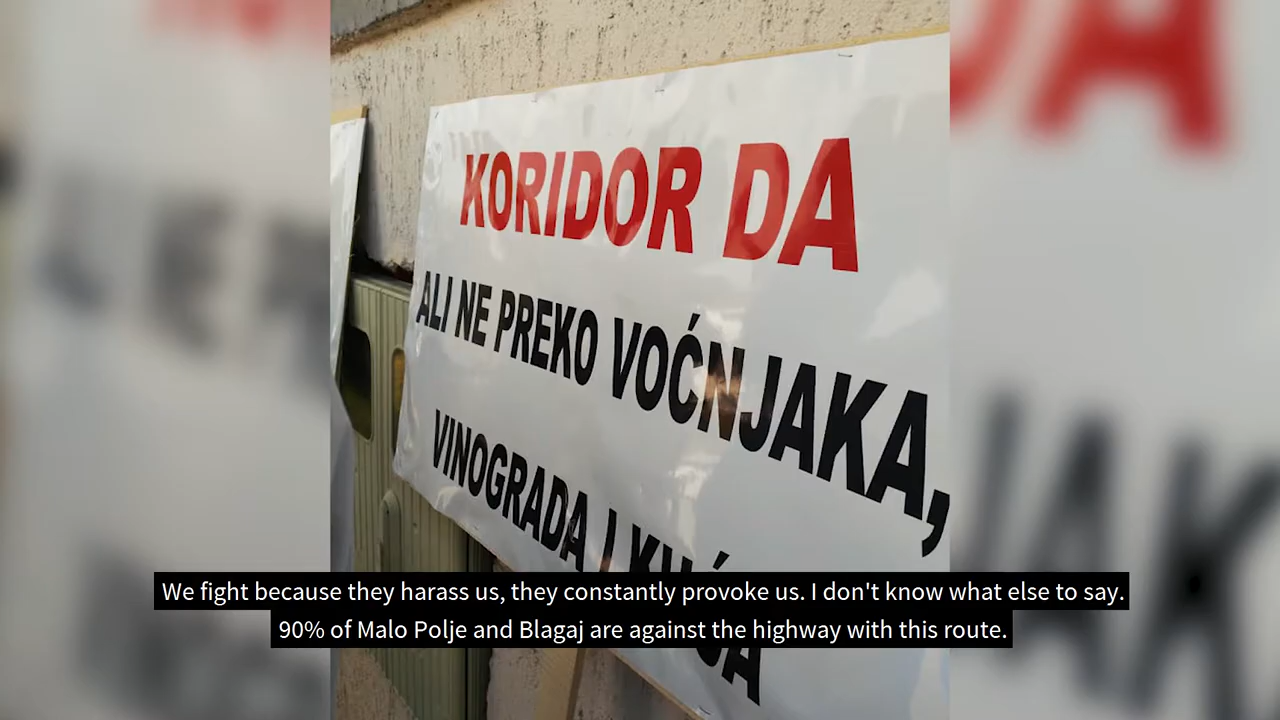 KORIDOR DA
ALI NE PREKO VOĆNJAKA,
VINOGRADA I
We fight because they harass us, they constantly provoke us. I don't know what else to say.
90% of Malo Polje and Blagaj are against the highway with this route.